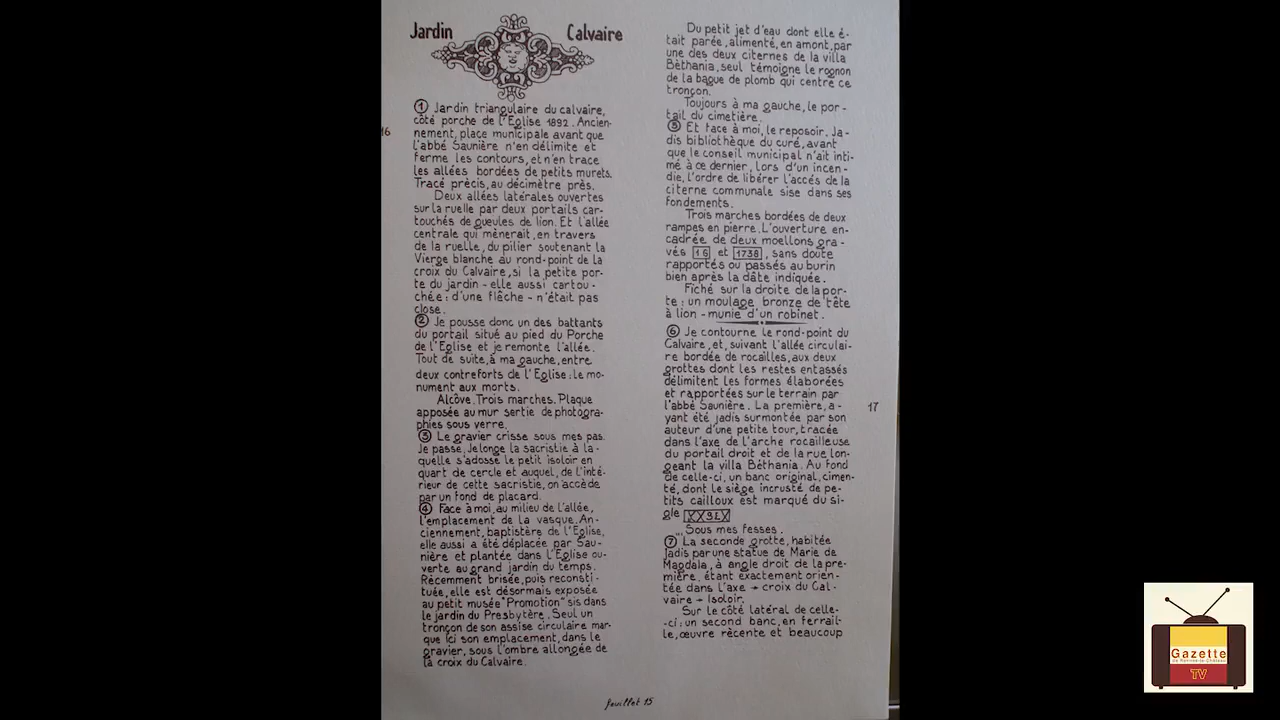 Jardin Calvaire
① Jardin triangulaire du calvaire,
côté porche de l'Eglise 1892. Ancien-
nement, place municipale avant que
l'abbé Saunière n'en délimite et
ferme les contours, et n'en trace
les allées bordées de petits murets.
Tracé précis, au décimètre près.
Deux allées latérales ouvertes
sur la ruelle par deux portails car-
touchés de gueules de lion. Et l'allée
centrale qui mènerait, en travers
de la ruelle, du pilier soutenant la
Vierge blanche au rond-point de la
croix du Calvaire, si la petite por-
te du jardin - elle aussi cartou-
chée : d'une flêche - n'était pas
close.
② Je pousse donc un des battants
du portail situé au pied du Porche
de l'Eglise et je remonte l'allée.
Tout de suite, à ma gauche, entre
deux contreforts de l'Eglise : le mo-
nument aux morts.
Alcôve. Trois marches. Plaque
apposée au mur sertie de photogra-
phies sous verre.
③ Le gravier crisse sous mes pas.
Je passe. Je longe la sacristie à la-
quelle s'adosse le petit isoloir en
quart de cercle et auquel, de l'inté-
rieur de cette sacristie, on accède
par un fond de placard.
④ Face à moi, au milieu de l'allée,
l'emplacement de la vasque. An-
ciennement, baptistère de l'Eglise,
elle aussi a été déplacée par Sau-
nière et plantée dans l'Eglise ou-
verte au grand jardin du temps.
Récemment brisée, puis reconsti-
tuée, elle est désormais exposée
au petit musée "Promotion" sis dans
le jardin du Presbytère. Seul un
tronçon de son assise circulaire mar-
que ici son emplacement, dans le
gravier, sous l'ombre allongée de
la croix du Calvaire.
16
Du petit jet d'eau dont elle é-
tait parée, alimenté, en amont, par
une des deux citernes de la villa
Béthania, seul témoigne le rognon
de la bague de plomb qui centre ce
tronçon.
Toujours à ma gauche, le por-
tail du cimetière.
⑤ Et face à moi, le reposoir. Ja-
dis bibliothèque du curé, avant
que le conseil municipal n'ait inti-
mé à ce dernier, lors d'un incen-
die, l'ordre de libérer l'accés de la
citerne communale sise dans ses
fondements.
Trois marches bordées de deux
rampes en pierre. L'ouverture en-
cadrée de deux moellons gra-
vés 16 et 1738, sans doute
rapportés ou passés au burin
bien après la dâte indiquée.
Fiché sur la droite de la por-
te : un moulage bronze de tête
à lion - munie d'un robinet.
⑥ Je contourne le rond-point du
Calvaire, et, suivant l'allée circulai-
re bordée de rocailles, aux deux
grottes dont les restes entassés
délimitent les formes élaborées
et rapportées sur le terrain par
l'abbé Saunière. La première, a-
yant été jadis surmontée par son
auteur d'une petite tour, tracée
dans l'axe de l'arche rocailleuse
du portail droit et de la rue lon-
geant la villa Béthania. Au fond
de celle-ci, un banc original, cimen-
té, dont le siège incrusté de pe-
tits cailloux est marqué du si-
gle XXSLX
...Sous mes fesses.
⑦ La seconde grotte, habitée
jadis par une statue de Marie de
Magdala, à angle droit de la pre-
mière, étant exactement orien-
tée dans l'axe → croix du Cal-
vaire → Isoloir.
Sur le côté latéral de celle-
-ci : un second banc, en ferrail-
le, œuvre récente et beaucoup
17
feuillet 15
Gazette
TV